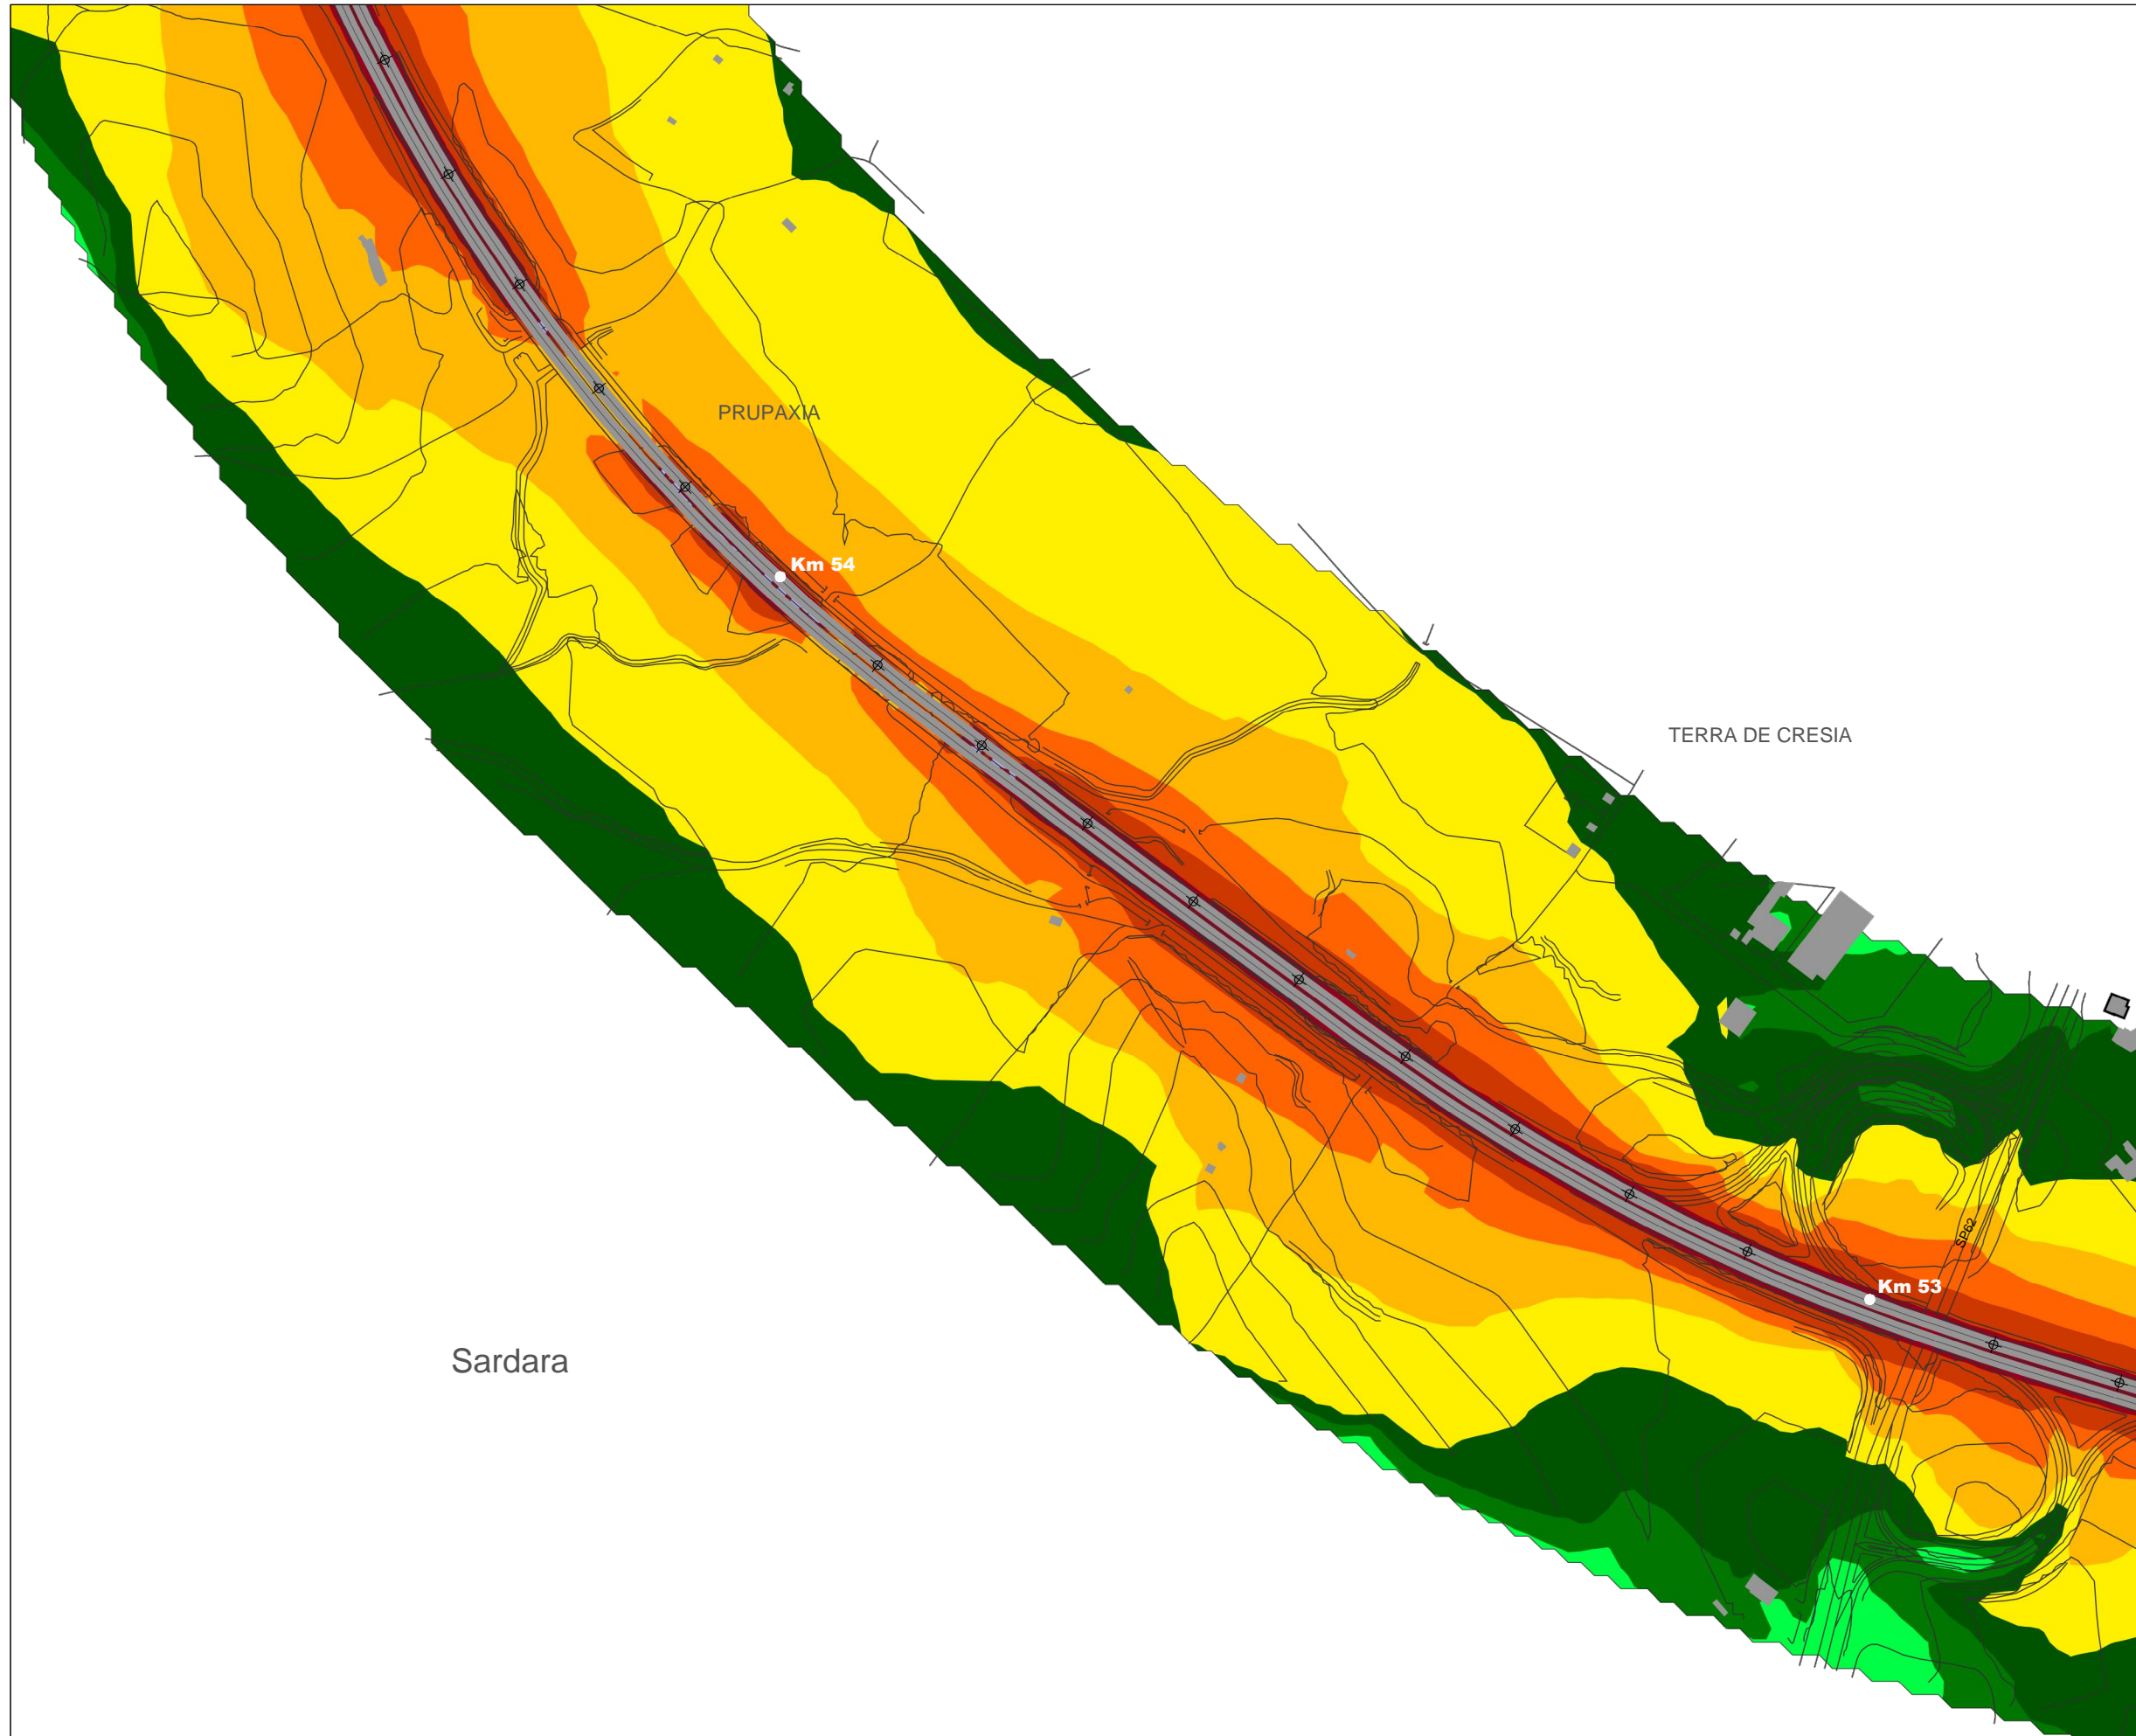 PRUPAXIA
Km 54
TERRA DE CRESIA
SP62
Km 53
Sardara